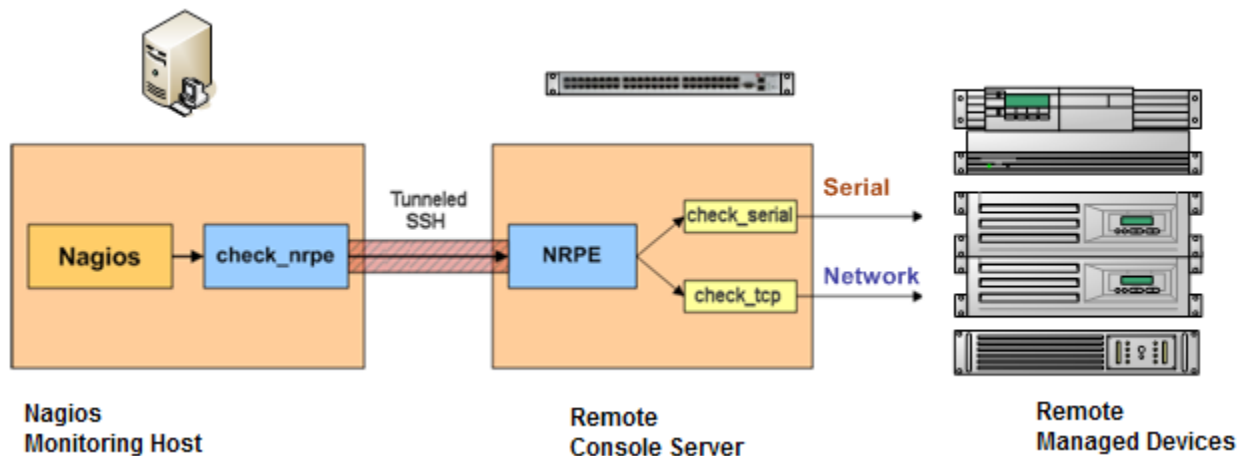 Tunneled
SSH
Nagios
check_nrpe
NRPE
check_serial
check_tcp
Serial
Network
Nagios
Monitoring Host
Remote
Console Server
Remote
Managed Devices